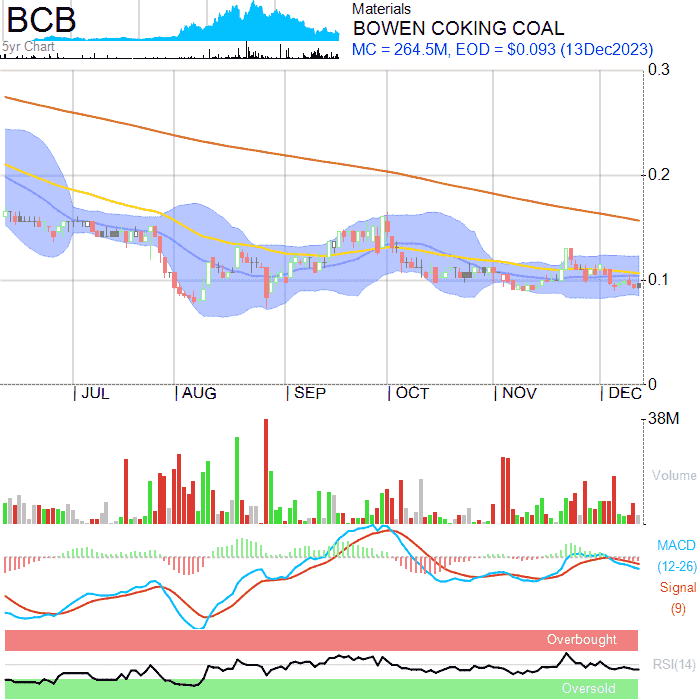 BCB
5yr Chart
Materials
BOWEN COKING COAL
MC = 264.5M, EOD = $0.093 (13Dec2023)
0.3
0.2
0.1
0
JUL
AUG
SEP
OCT
NOV
DEC
38M
Volume
MACD
(12-26)
Signal
(9)
Overbought
RSI(14)
Oversold